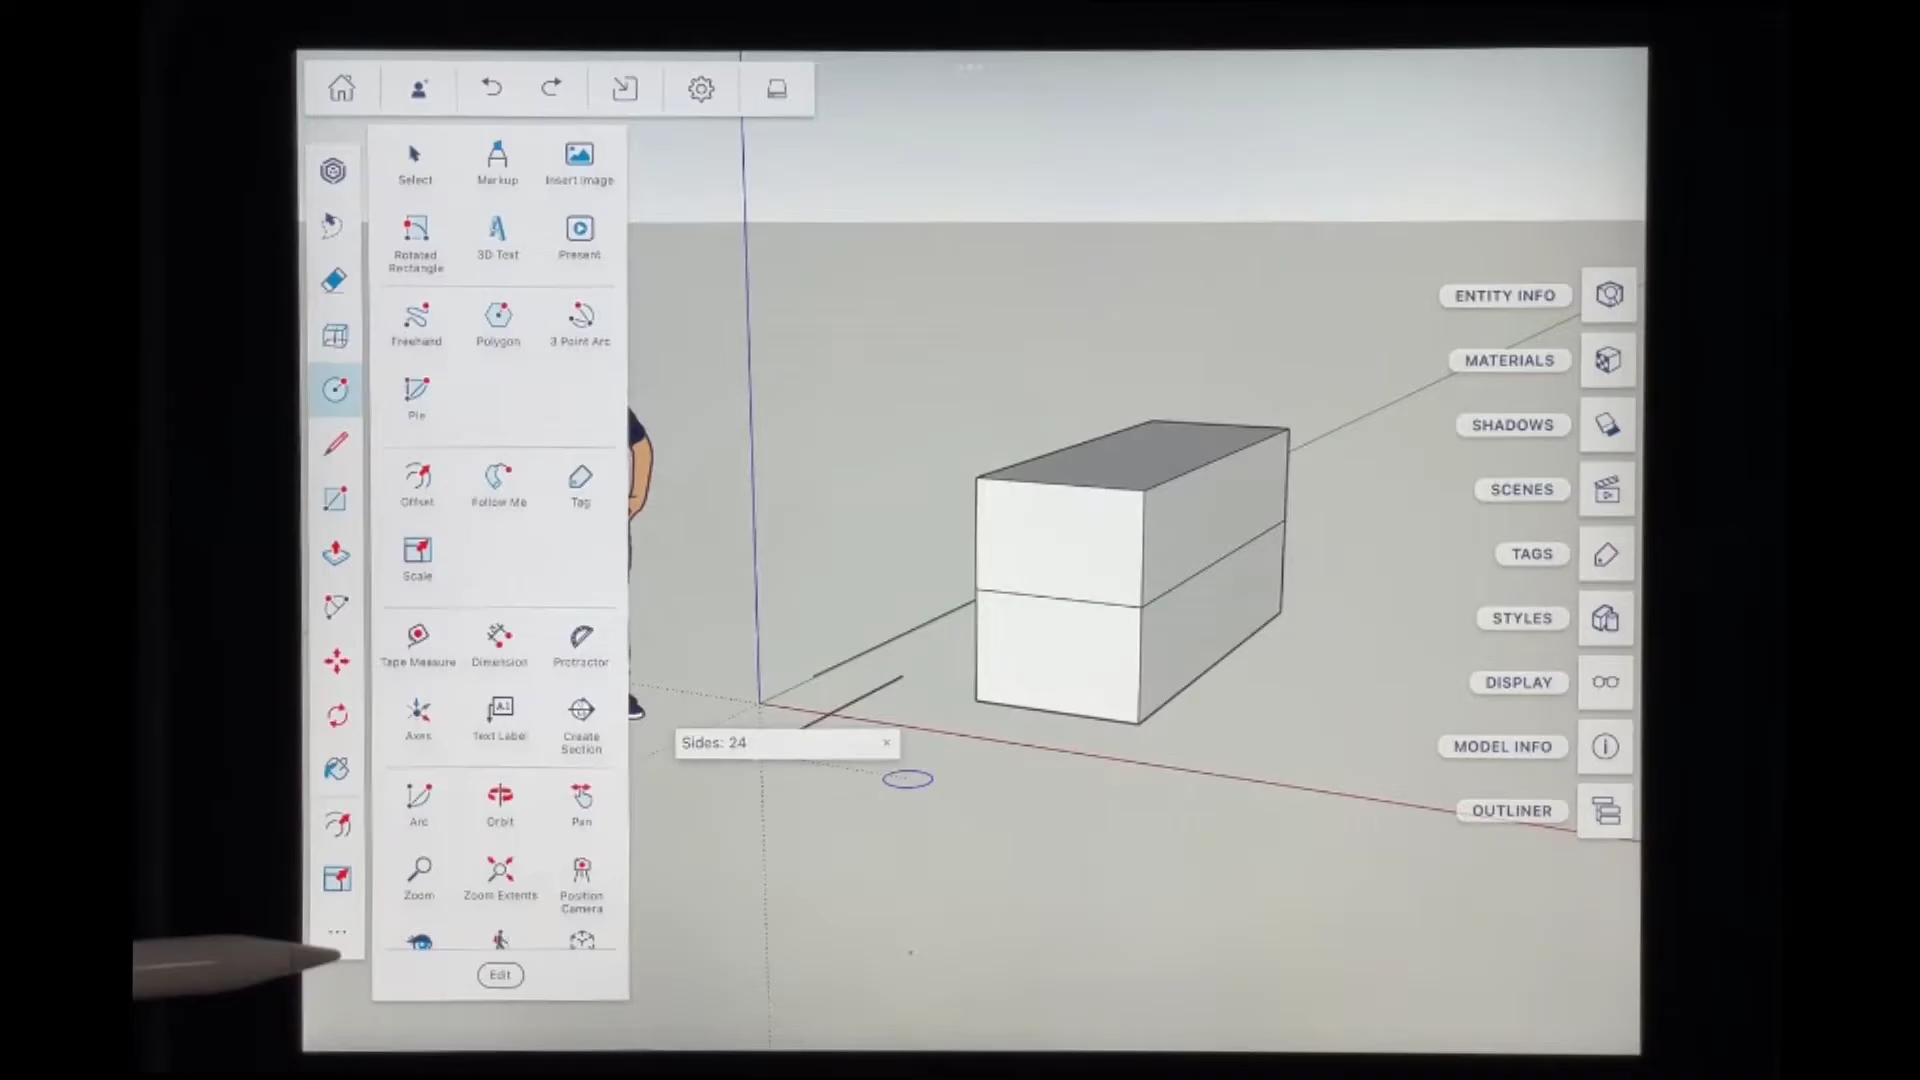 Select Markup Insert Image
Rotated Rectangle 3D Text Present
Freehand Polygon 3 Point Arc
Pie
Offset Follow Me Tag
Scale
Tape Measure Dimension Protractor
Axes Text Label Create Section
Arc Orbit Pan
Zoom Zoom Extents Position Camera
Edit
Sides: 24
ENTITY INFO
MATERIALS
SHADOWS
SCENES
TAGS
STYLES
DISPLAY
MODEL INFO
OUTLINER